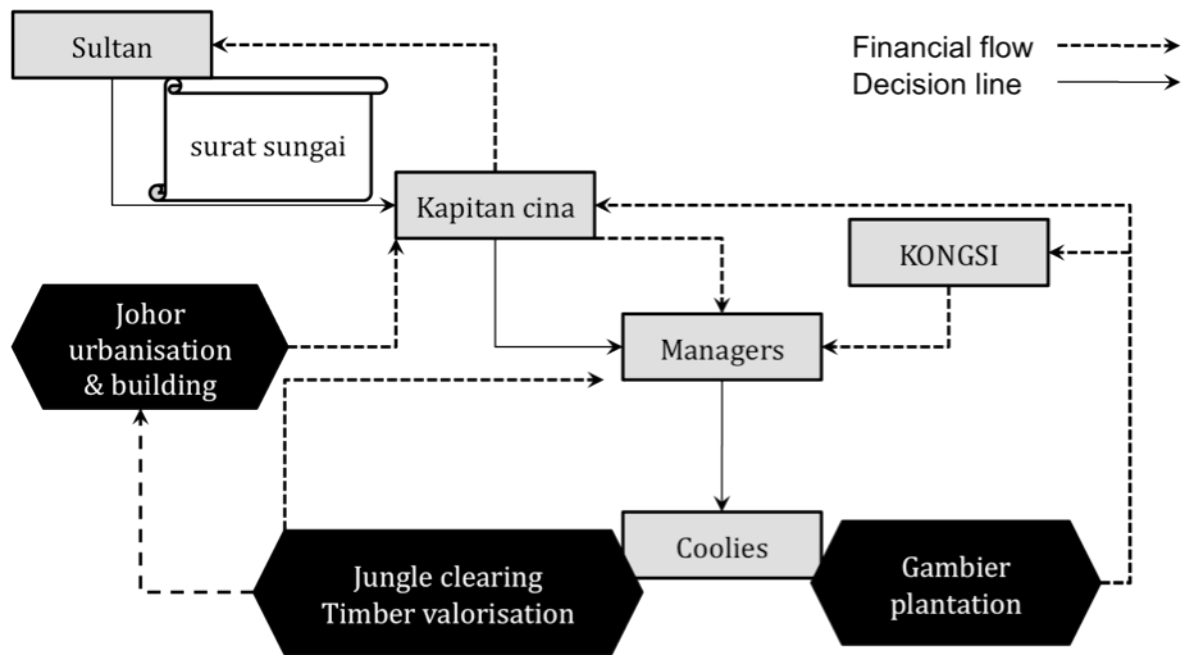 Sultan
Financial flow
Decision line
surat sungai
Kapitan cina
KONGSI
Johor
urbanisation
& building
Managers
Coolies
Jungle clearing
Timber valorisation
Gambier
plantation